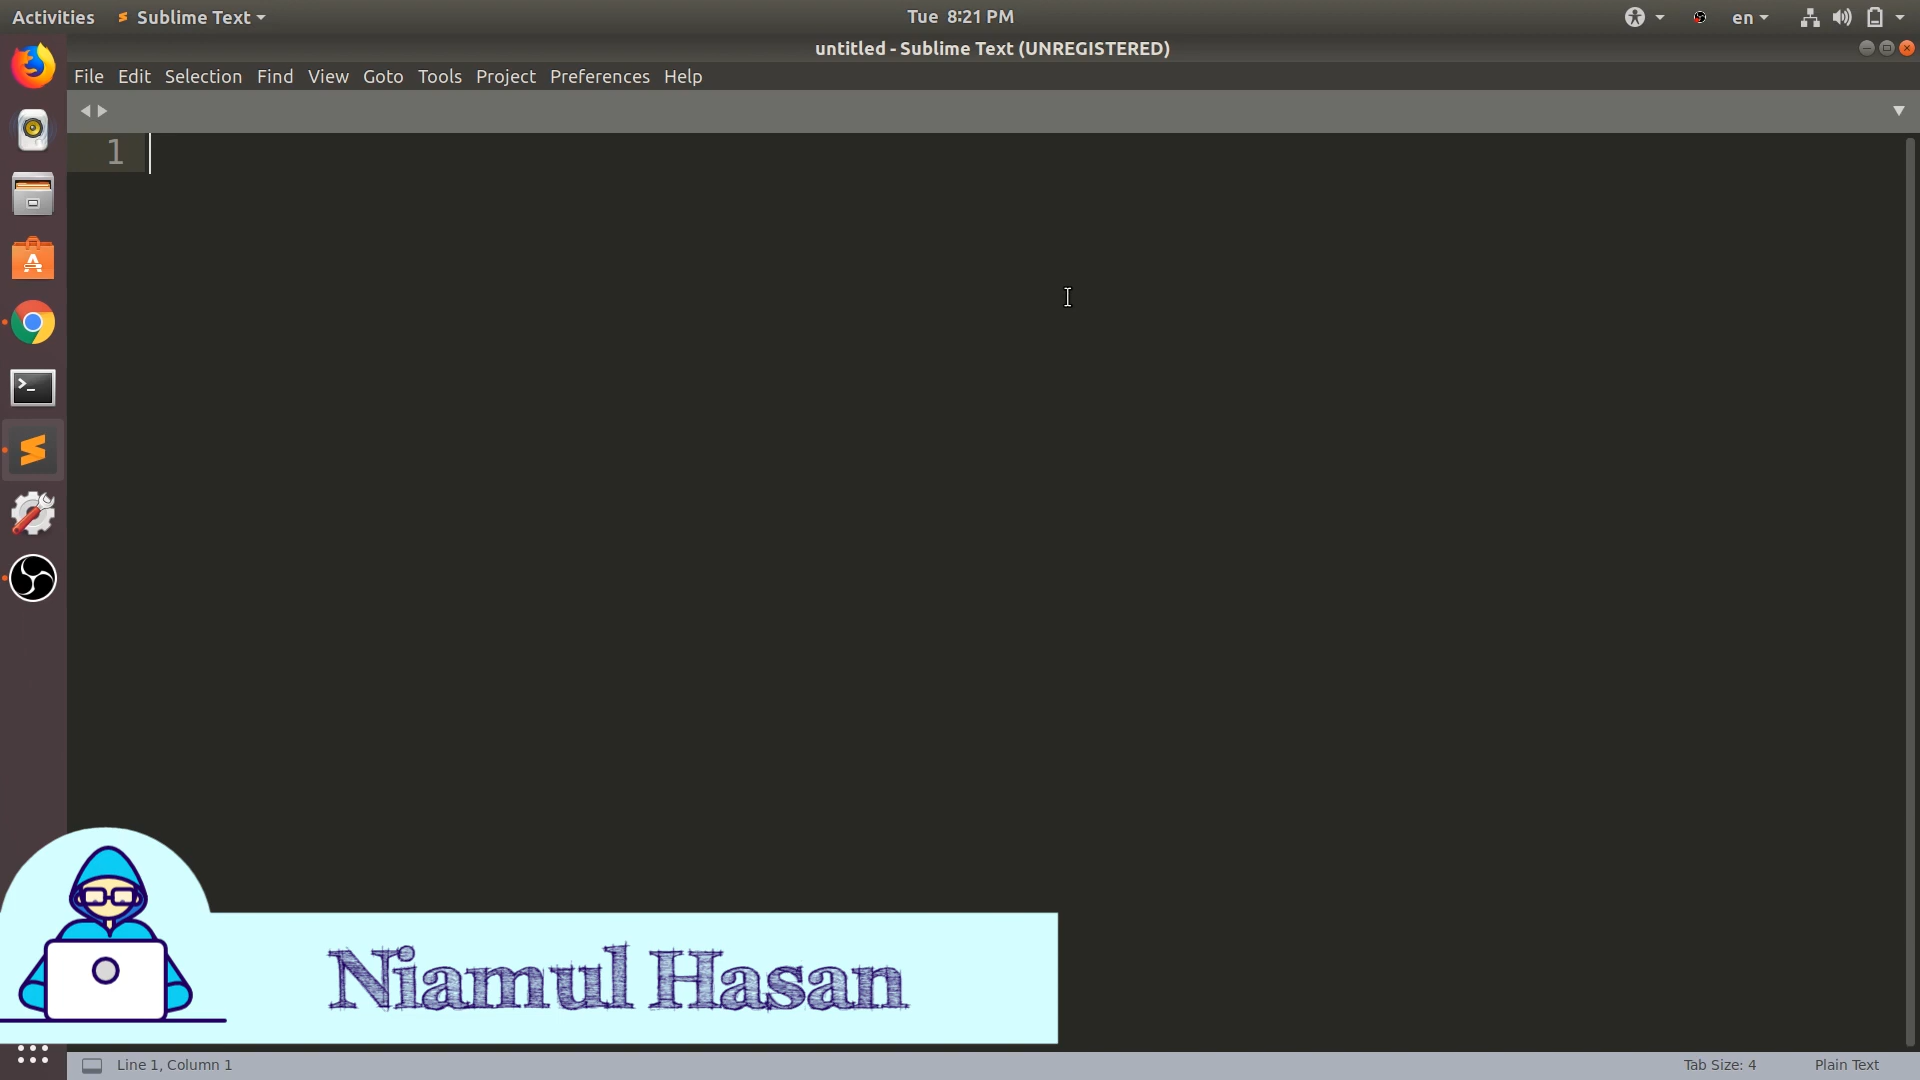 Activities Sublime Text Tue 8:21 PM en
untitled - Sublime Text (UNREGISTERED)
File Edit Selection Find View Goto Tools Project Preferences Help
1
Niamul Hasan
Line 1, Column 1 Tab Size: 4 Plain Text